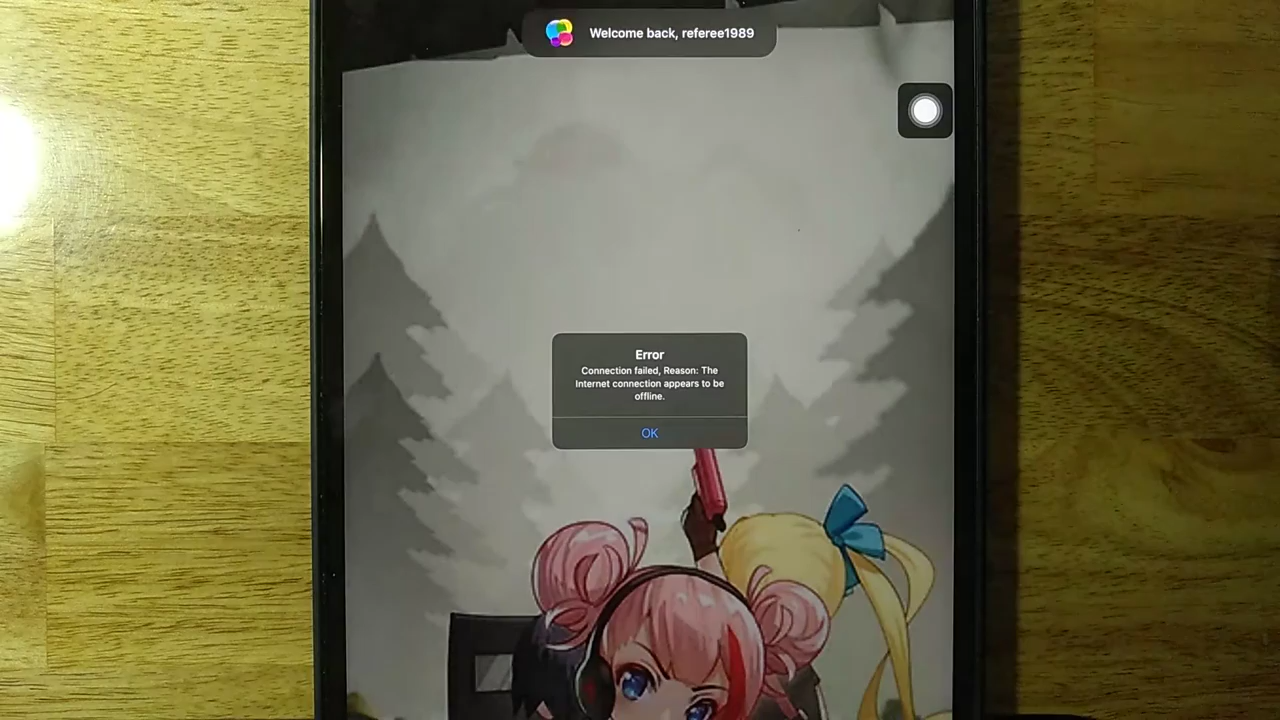 Welcome back, referee1989
Error
Connection failed, Reason: The
Internet connection appears to be
offline.
OK